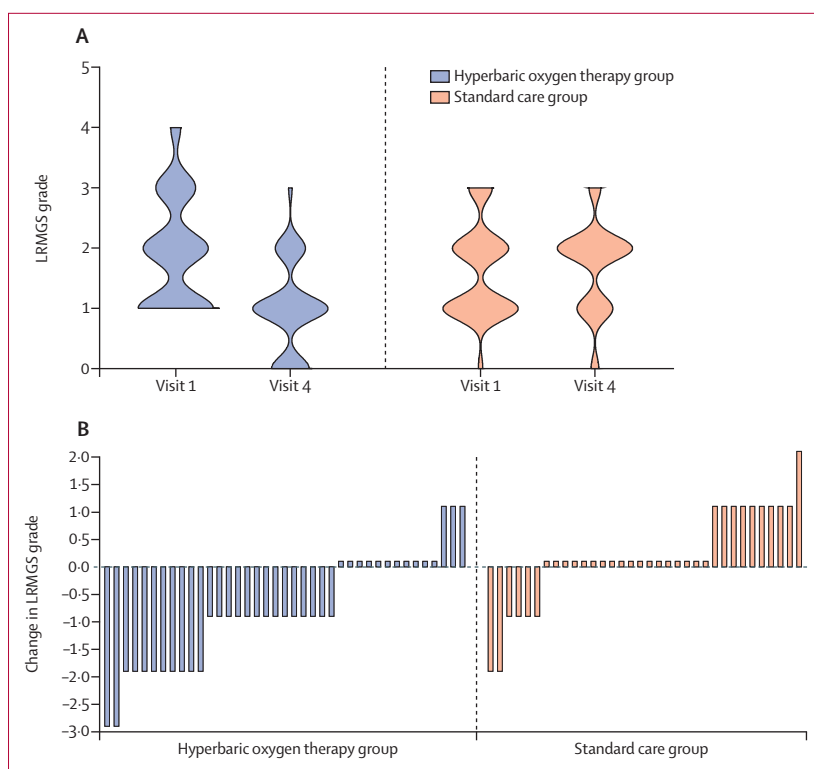 A
5
4
3
2
1
0
LRMGS grade
Hyperbaric oxygen therapy group
Standard care group
Visit 1 Visit 4 Visit 1 Visit 4
B
2·0
1·5
1·0
0·5
0·0
–0·5
–1·0
–1·5
–2·0
–2·5
–3·0
Change in LRMGS grade
Hyperbaric oxygen therapy group Standard care group